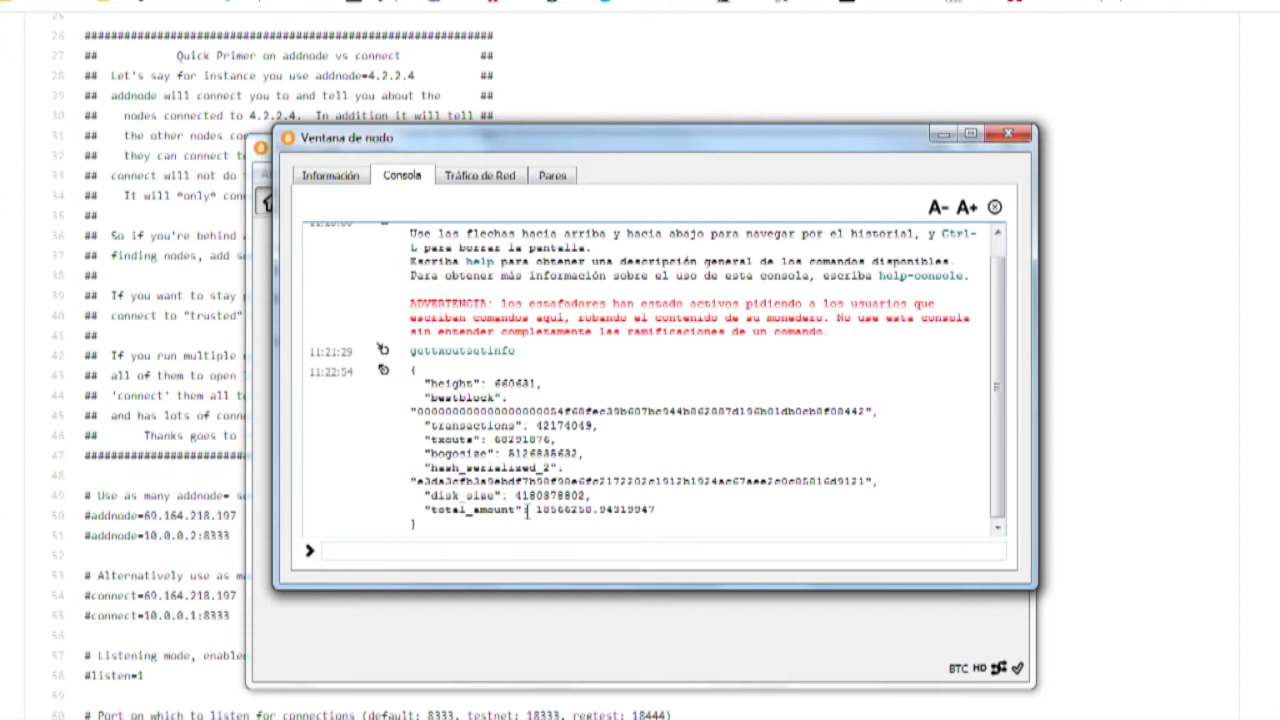 25
26 ##############################################################
27 ## Quick Primer on addnode vs connect ##
28 ## Let's say for instance you use addnode=4.2.2.4 ##
29 ## addnode will connect you to and tell you about the ##
30 ## nodes connected to 4.2.2.4. In addition it will tell ##
31 ## the other nodes
32 ## they can connect
33 ## connect will not do
34 ## It will *only*
35 ##
36 ## So if you're behind
37 ## finding nodes, add
38 ##
39 ## If you want to stay
40 ## connect to "trusted"
41 ##
42 ## If you run multiple
43 ## all of them to open
44 ## 'connect' them all
45 ## and has lots of
46 ## Thanks goes to
47 ########################
48
49 # Use as many addnode=
50 #addnode=69.164.218.197
51 #addnode=10.0.0.2:8333
52
53 # Alternatively use as
54 #connect=69.164.218.197
55 #connect=10.0.0.1:8333
56
57 # Listening mode,
58 #listen=1
59
60 # Port on which to listen for connections (default: 8333, testnet: 18333, regtest: 18444)
Ventana de nodo
Información Consola Tráfico de Red Pares
A- A+
Use las flechas hacia arriba y hacia abajo para navegar por el historial, y Ctrl-
L para borrar la pantalla.
Escriba help para obtener una descripción general de los comandos disponibles.
Para obtener más información sobre el uso de esta consola, escriba help-console.
ADVERTENCIA: los estafadores han estado activos pidiendo a los usuarios que
escriban comandos aquí, robando el contenido de su monedero. No use esta consola
sin entender completamente las ramificaciones de un comando.
11:21:29 gettxoutsetinfo
11:22:54 {
"height": 660631,
"bestblock":
"transactions": 42174049,
"txouts":
"bogosize":
"hash_serialized_2":
"disk_size": 4180878802,
"total_amount":
}
BTC HD